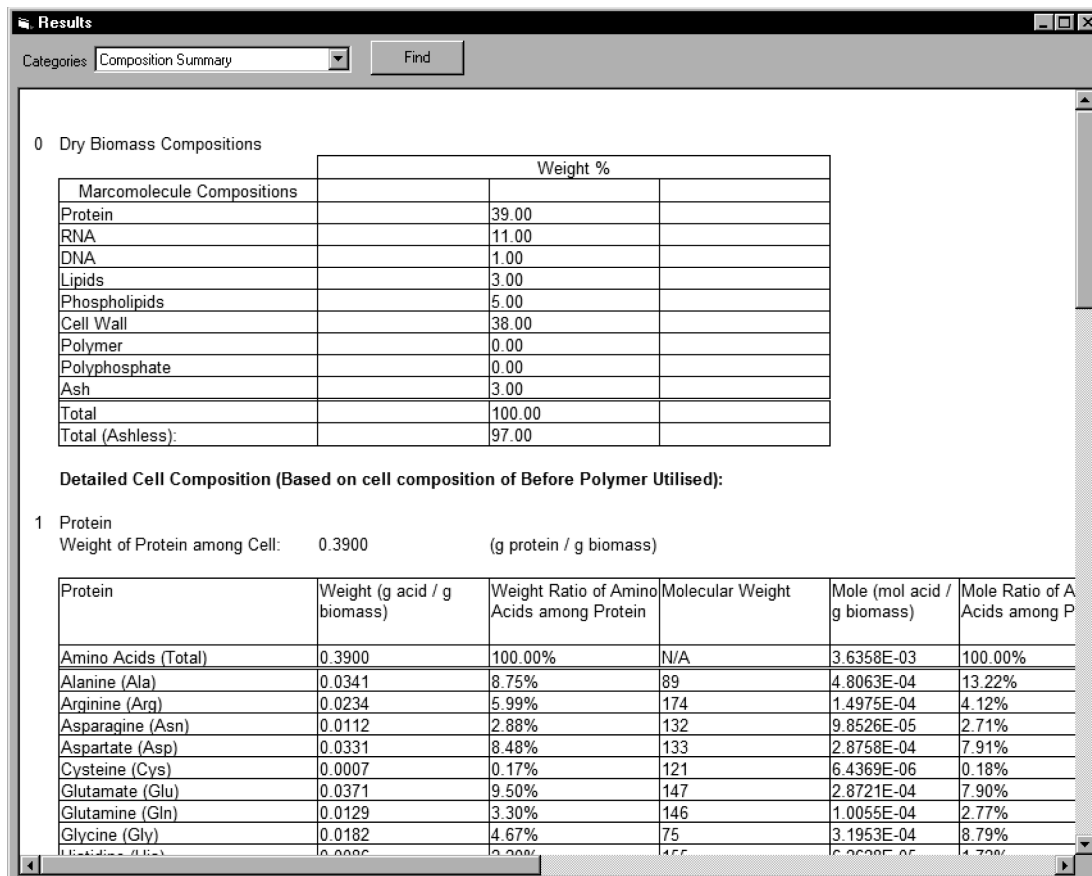 Results
Categories Composition Summary Find
0 Dry Biomass Compositions
Weight %
Marcomolecule Compositions
Protein 39.00
RNA 11.00
DNA 1.00
Lipids 3.00
Phospholipids 5.00
Cell Wall 38.00
Polymer 0.00
Polyphosphate 0.00
Ash 3.00
Total 100.00
Total (Ashless): 97.00
Detailed Cell Composition (Based on cell composition of Before Polymer Utilised):
1 Protein
Weight of Protein among Cell: 0.3900 (g protein / g biomass)
Protein Weight (g acid / g Weight Ratio of Amino Molecular Weight Mole (mol acid / Mole Ratio of A
biomass) Acids among Protein g biomass) Acids among P
Amino Acids (Total) 0.3900 100.00% N/A 3.6358E-03 100.00%
Alanine (Ala) 0.0341 8.75% 89 4.8063E-04 13.22%
Arginine (Arg) 0.0234 5.99% 174 1.4975E-04 4.12%
Asparagine (Asn) 0.0112 2.88% 132 9.8526E-05 2.71%
Aspartate (Asp) 0.0331 8.48% 133 2.8758E-04 7.91%
Cysteine (Cys) 0.0007 0.17% 121 6.4369E-06 0.18%
Glutamate (Glu) 0.0371 9.50% 147 2.8721E-04 7.90%
Glutamine (Gln) 0.0129 3.30% 146 1.0055E-04 2.77%
Glycine (Gly) 0.0182 4.67% 75 3.1953E-04 8.79%